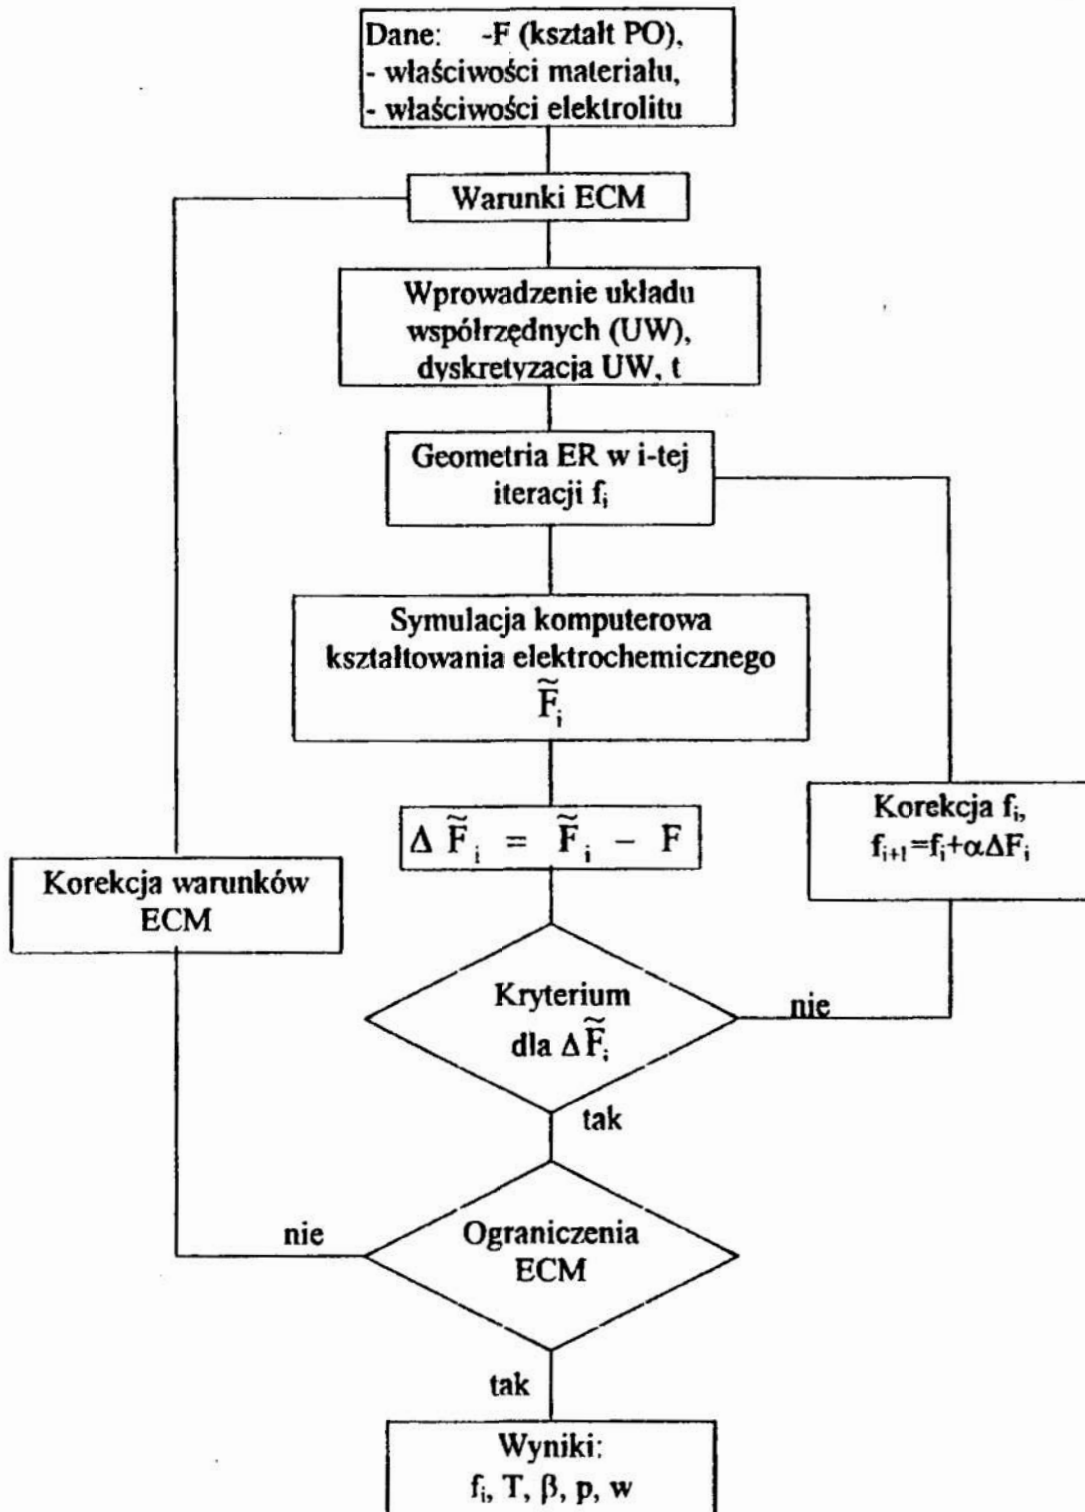 Dane: -F (kształt PO),
- właściwości materiału,
- właściwości elektrolitu
Warunki ECM
Wprowadzenie układu
współrzędnych (UW),
dyskretyzacja UW, t
Geometria ER w i-tej
iteracji fᵢ
Symulacja komputerowa
kształtowania elektrochemicznego
F̃ᵢ
Δ F̃ᵢ = F̃ᵢ − F
Korekcja fᵢ,
fᵢ₊₁=fᵢ+αΔFᵢ
Korekcja warunków
ECM
Kryterium
dla Δ F̃ᵢ
nie
tak
Ograniczenia
ECM
nie
tak
Wyniki:
fᵢ, T, β, p, w